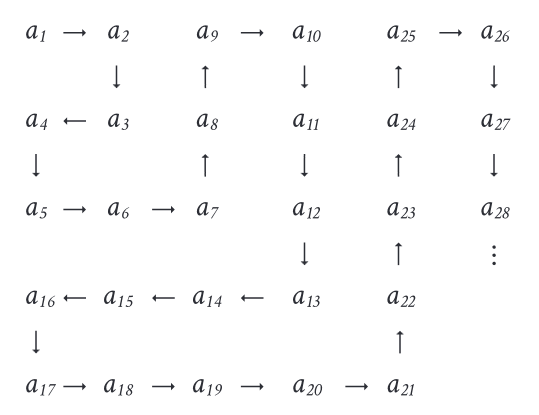 a₁ → a₂ a₉ → a₁₀ a₂₅ → a₂₆
↓ ↑ ↓ ↑ ↓
a₄ ← a₃ a₈ a₁₁ a₂₄ a₂₇
↓ ↑ ↓ ↑ ↓
a₅ → a₆ → a₇ a₁₂ a₂₃ a₂₈
↓ ↑ ⋮
a₁₆ ← a₁₅ ← a₁₄ ← a₁₃ a₂₂
↓ ↑
a₁₇ → a₁₈ → a₁₉ → a₂₀ → a₂₁